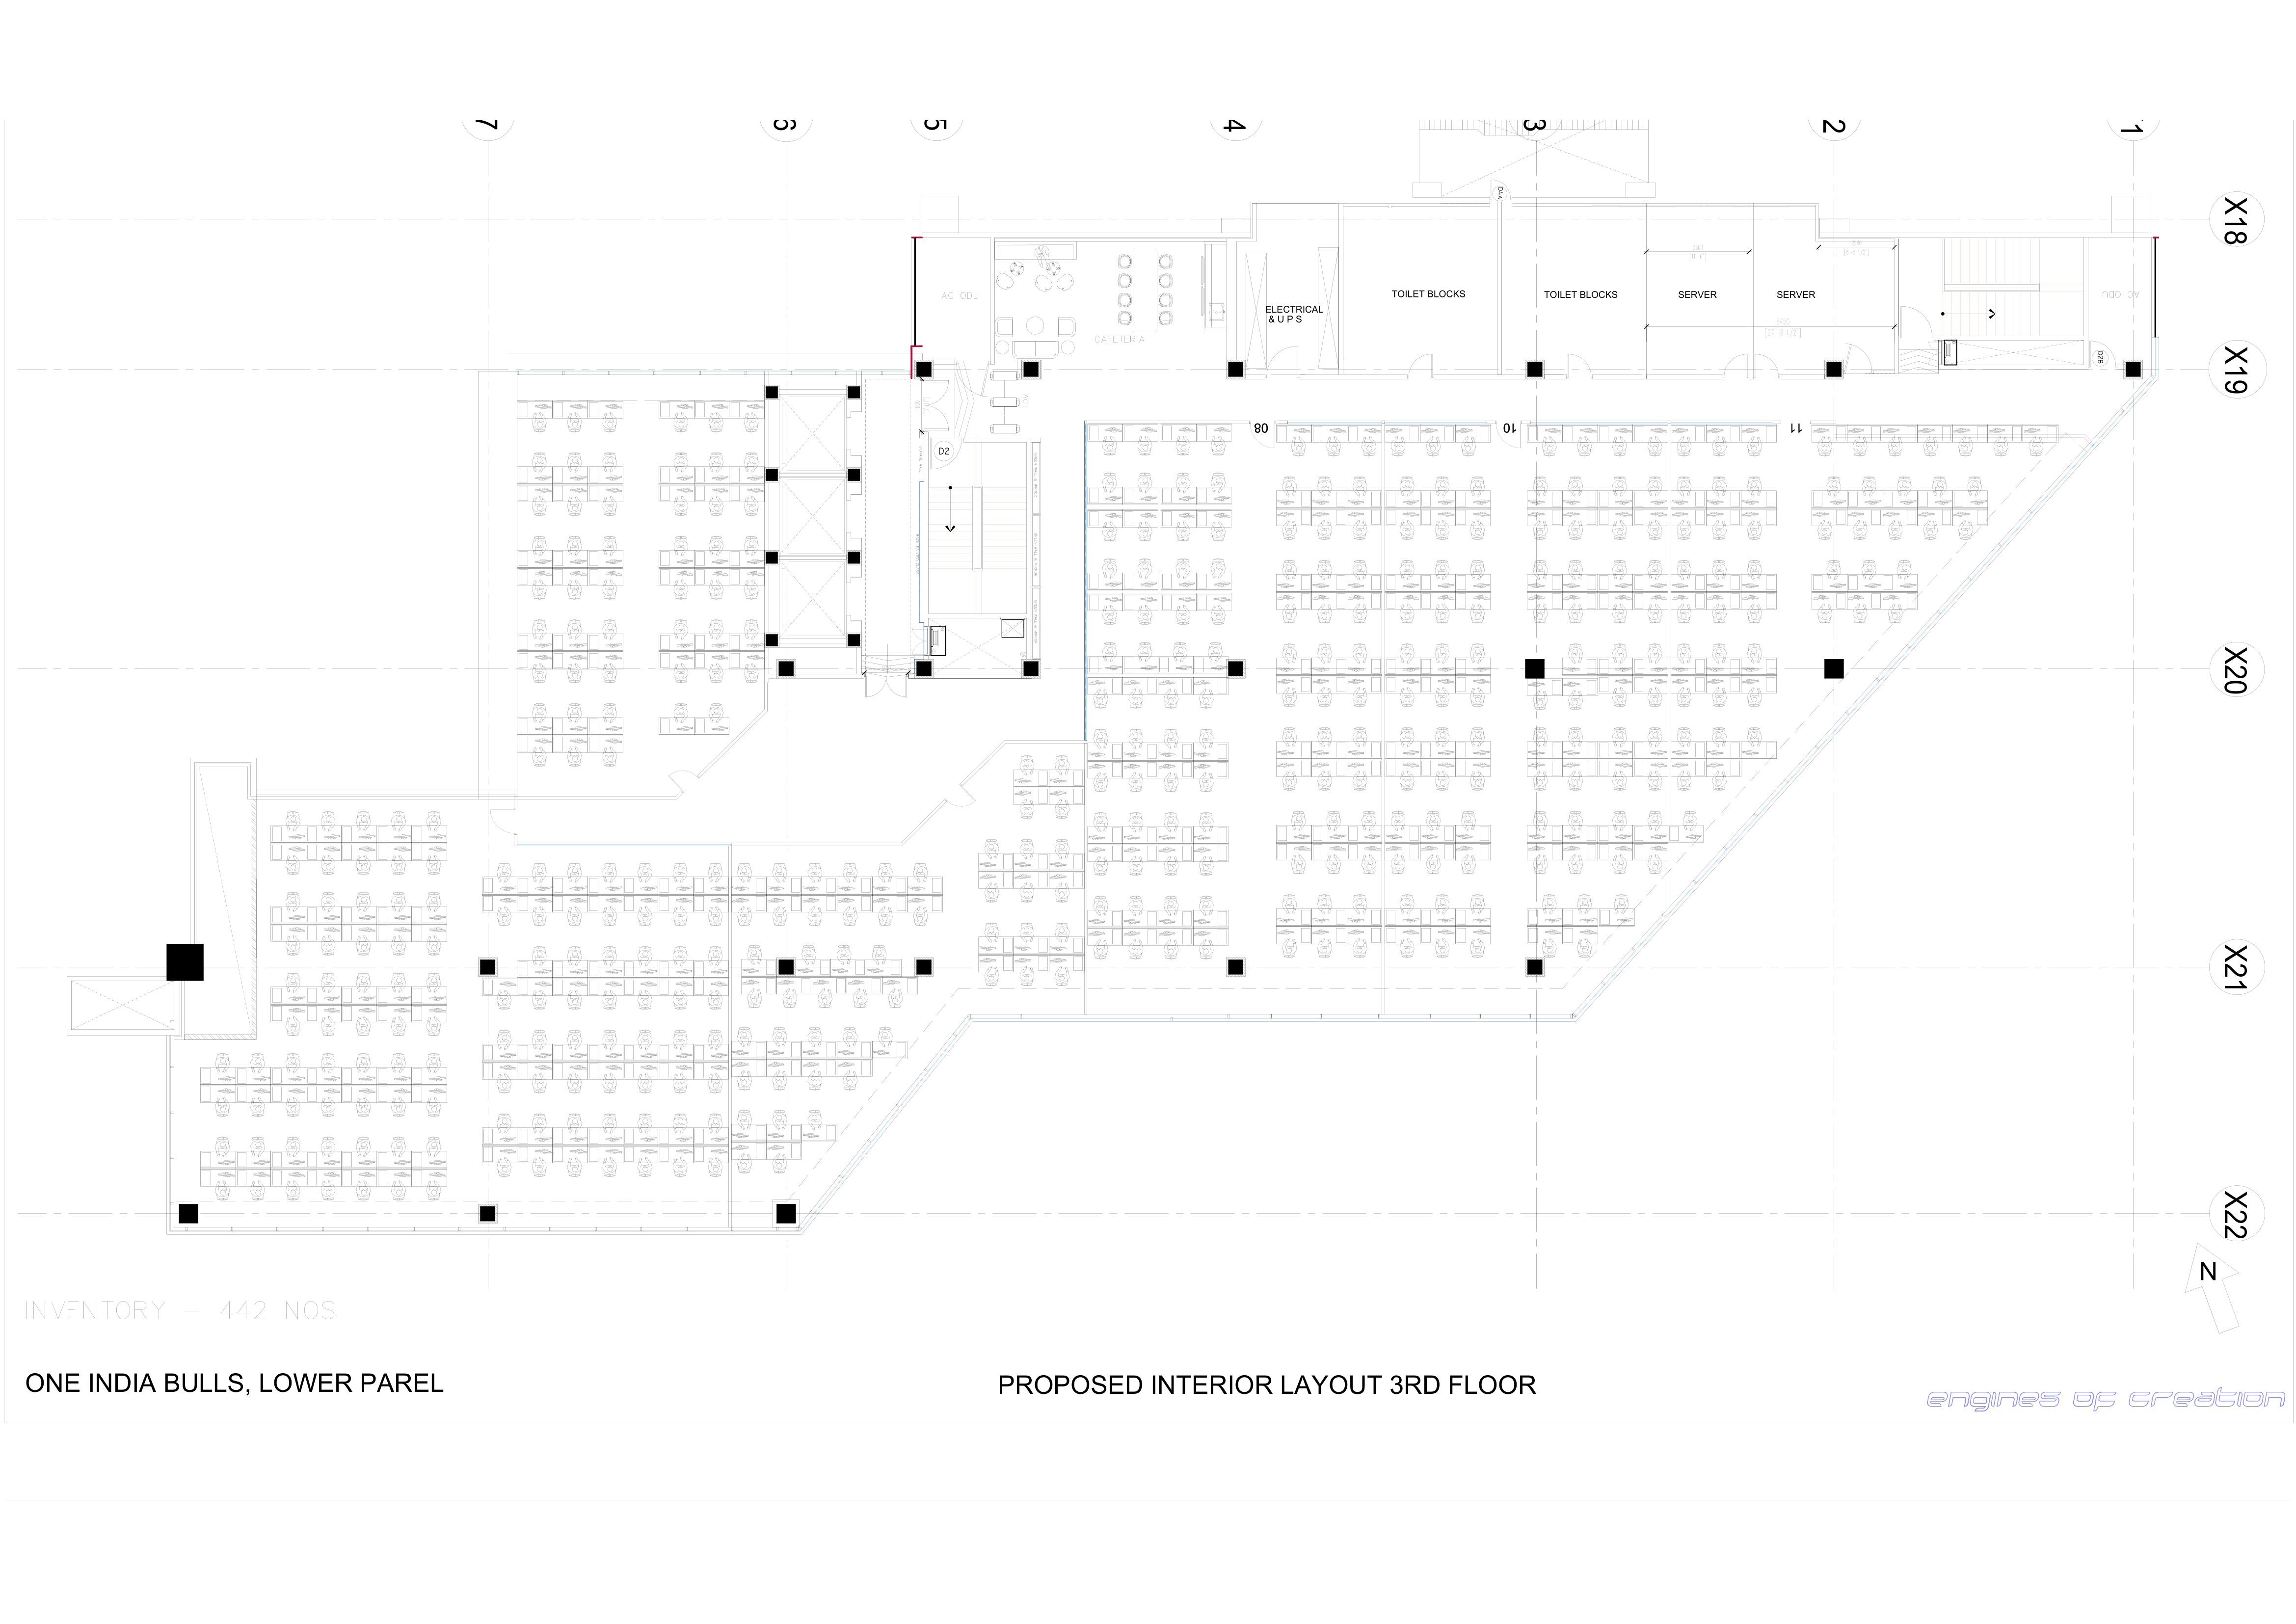 7
6
5
4
3
2
1
X18
X19
X20
X21
X22
D4A
AC ODU
CAFETERIA
ELECTRICAL
& U P S
TOILET BLOCKS
TOILET BLOCKS
SERVER
SERVER
AC ODU
D2B
D2
08
10
11
N
INVENTORY - 442 NOS
ONE INDIA BULLS, LOWER PAREL
PROPOSED INTERIOR LAYOUT 3RD FLOOR
engines of creation